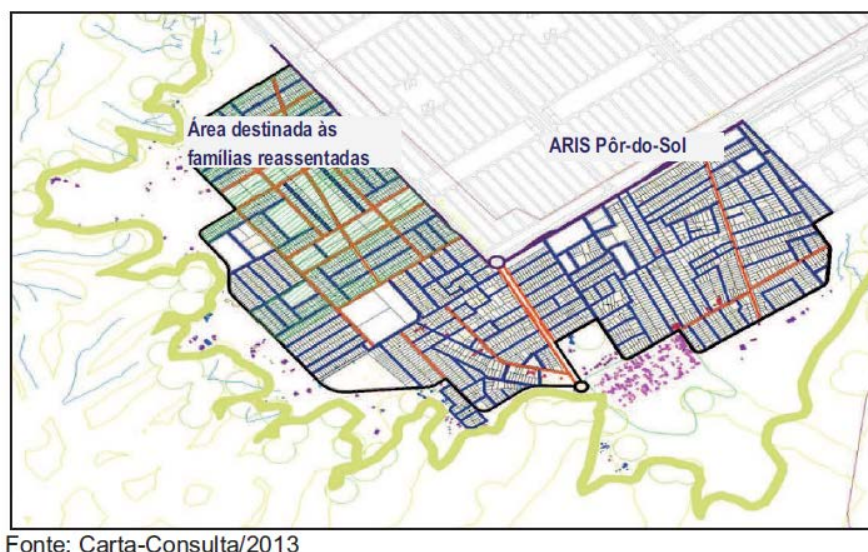 Área destinada às
famílias reassentadas
ARIS Pôr-do-Sol
Fonte: Carta-Consulta/2013